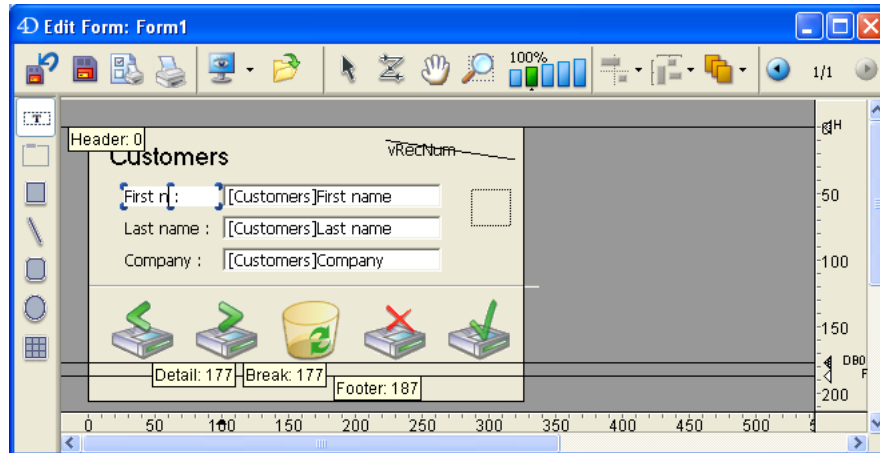 4D Edit Form: Form1
100%
1/1
T
Header: 0
H
Customers
vRecNum
First n :
[Customers]First name
50
Last name :
[Customers]Last name
Company :
[Customers]Company
100
150
Detail: 177
Break: 177
DB0
F
Footer: 187
200
0 50 100 150 200 250 300 350 400 450 500